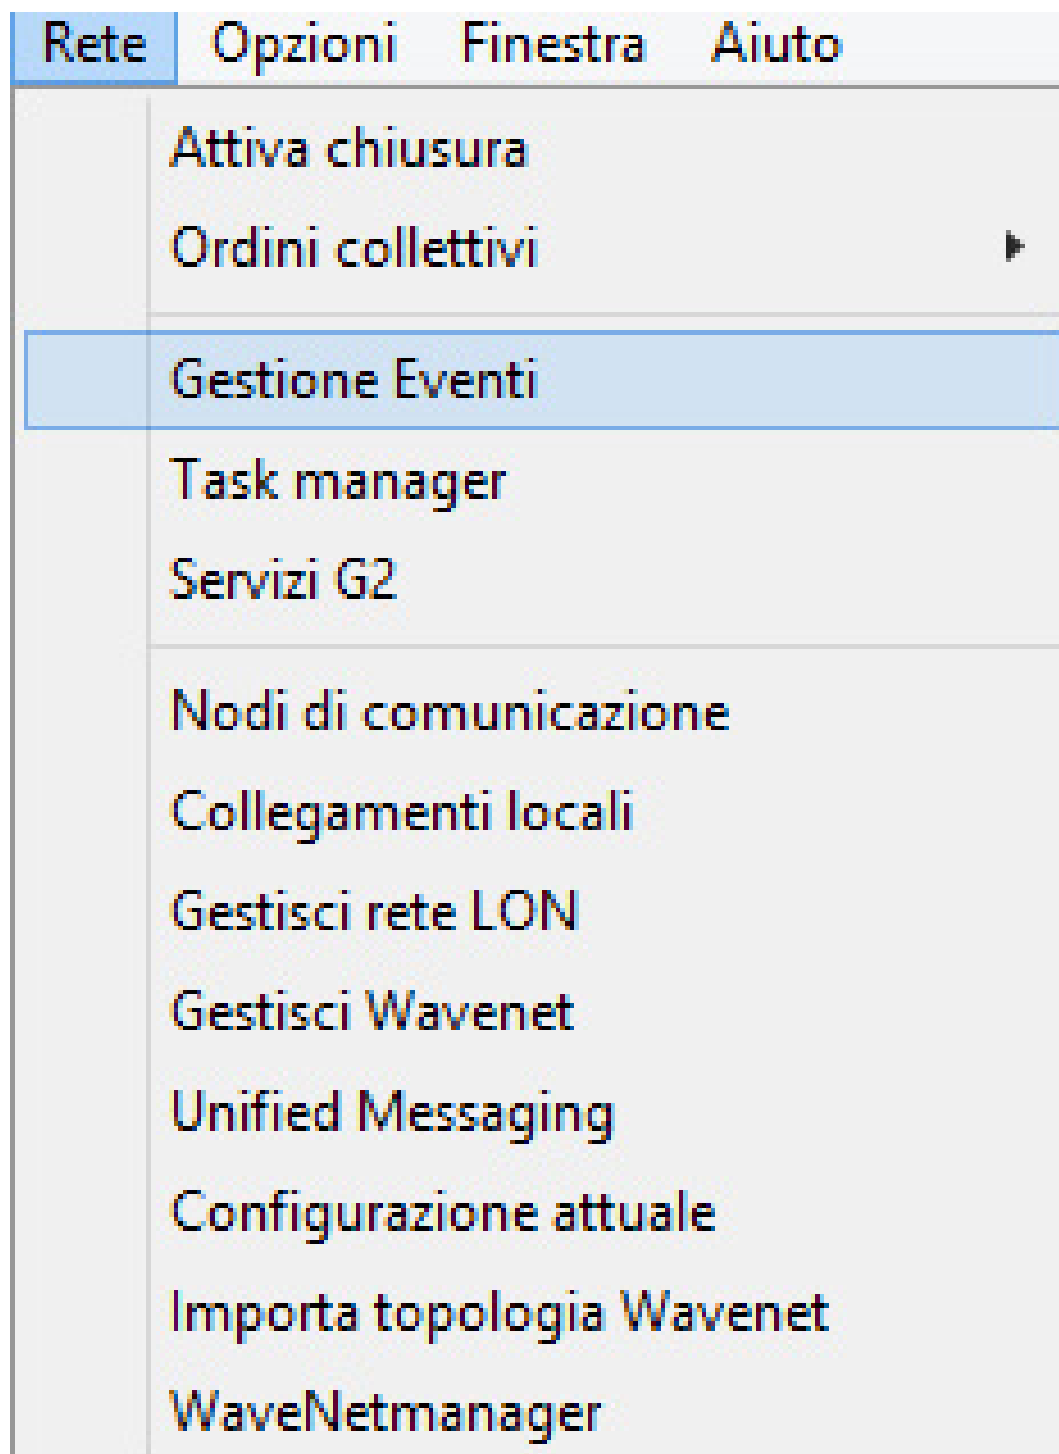 Rete Opzioni Finestra Aiuto
Attiva chiusura
Ordini collettivi
Gestione Eventi
Task manager
Servizi G2
Nodi di comunicazione
Collegamenti locali
Gestisci rete LON
Gestisci Wavenet
Unified Messaging
Configurazione attuale
Importa topologia Wavenet
WaveNetmanager